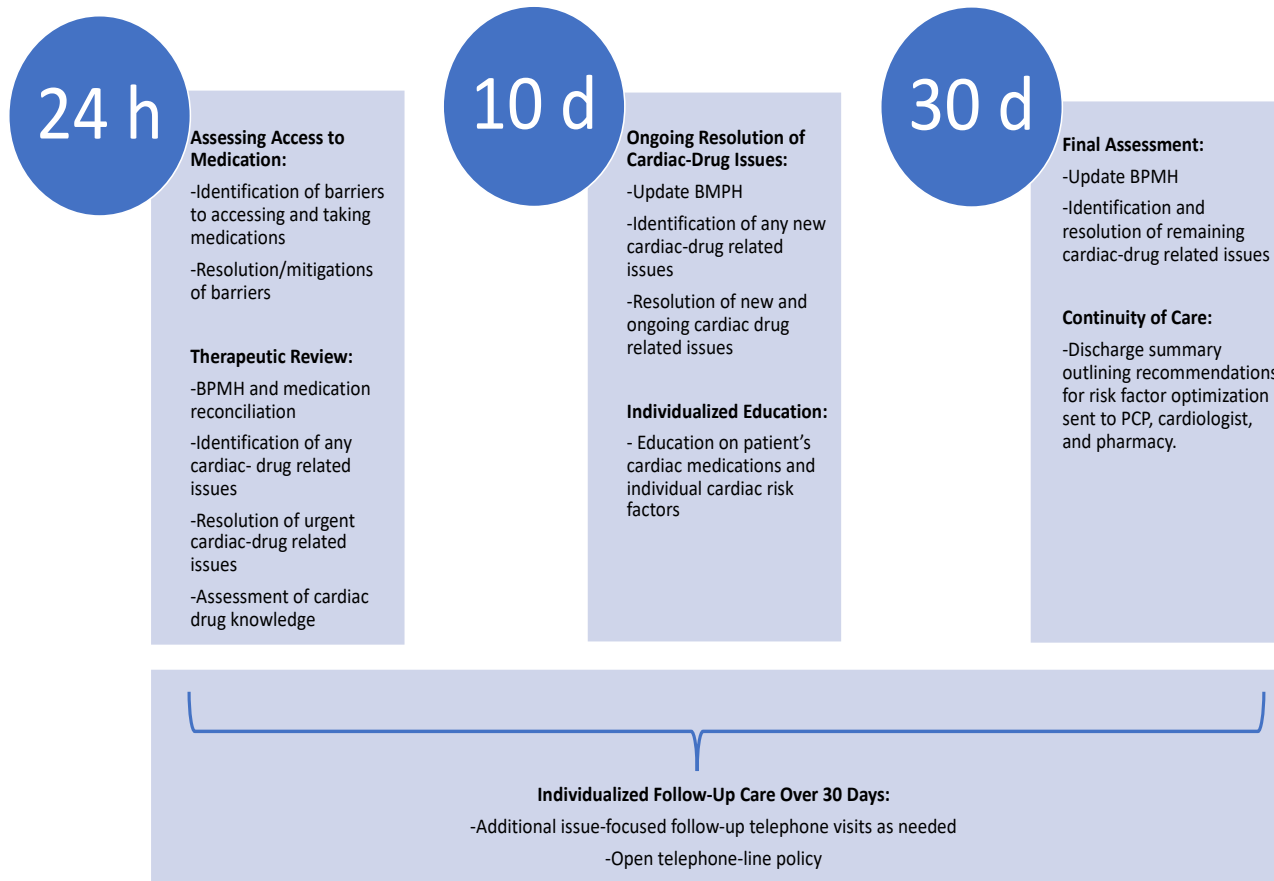 24 h
Assessing Access to
Medication:
-Identification of barriers
to accessing and taking
medications
-Resolution/mitigations
of barriers
Therapeutic Review:
-BPMH and medication
reconciliation
-Identification of any
cardiac- drug related
issues
-Resolution of urgent
cardiac-drug related
issues
-Assessment of cardiac
drug knowledge
10 d
Ongoing Resolution of
Cardiac-Drug Issues:
-Update BMPH
-Identification of any new
cardiac-drug related
issues
-Resolution of new and
ongoing cardiac drug
related issues
Individualized Education:
- Education on patient’s
cardiac medications and
individual cardiac risk
factors
30 d
Final Assessment:
-Update BPMH
-Identification and
resolution of remaining
cardiac-drug related issues
Continuity of Care:
-Discharge summary
outlining recommendations
for risk factor optimization
sent to PCP, cardiologist,
and pharmacy.
Individualized Follow-Up Care Over 30 Days:
-Additional issue-focused follow-up telephone visits as needed
-Open telephone-line policy